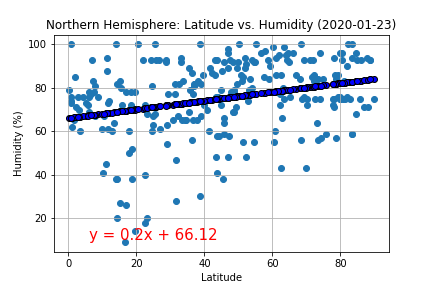 Northern Hemisphere: Latitude vs. Humidity (2020-01-23)
100
80
60
40
20
Humidity (%)
y = 0.2x + 66.12
0 20 40 60 80
Latitude